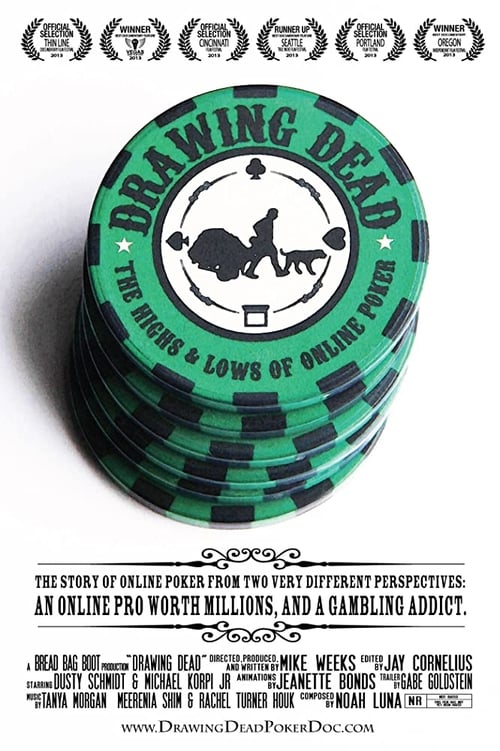 OFFICIAL SELECTION THIN LINE 2013
WINNER 2013
OFFICIAL SELECTION CINCINNATI 2013
RUNNER UP SEATTLE 2013
OFFICIAL SELECTION PORTLAND 2013
WINNER OREGON 2013
DRAWING DEAD
THE HIGHS & LOWS OF ONLINE POKER
THE STORY OF ONLINE POKER FROM TWO VERY DIFFERENT PERSPECTIVES:
AN ONLINE PRO WORTH MILLIONS, AND A GAMBLING ADDICT.
A BREAD BAG BOOT PRODUCTION "DRAWING DEAD" DIRECTED, PRODUCED, AND WRITTEN BY MIKE WEEKS EDITED BY JAY CORNELIUS
STARRING DUSTY SCHMIDT & MICHAEL KORPI JR ANIMATIONS BY JEANETTE BONDS TRAILER BY GABE GOLDSTEIN
MUSIC BY TANYA MORGAN MEERENIA SHIM & RACHEL TURNER HOUK COMPOSED BY NOAH LUNA NR NOT RATED
WWW.DRAWINGDEADPOKERDOC.COM